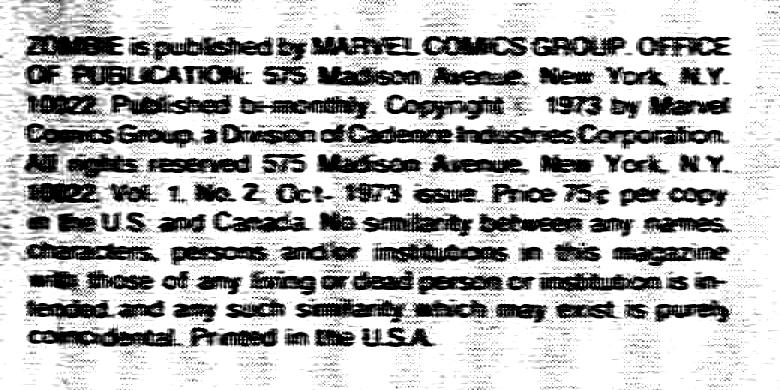 ZOMBIE is published by MARVEL COMICS GROUP. OFFICE
OF PUBLICATION: 575 Madison Avenue, New York, N.Y.
10022. Published bi-monthly. Copyright © 1973 by Marvel
Comics Group, a Division of Cadence Industries Corporation.
All rights reserved 575 Madison Avenue, New York, N.Y.
10022. Vol. 1, No. 2, Oct- 1973 issue. Price 75¢ per copy
in the U.S. and Canada. No similarity between any names,
characters, persons and/or institutions in this magazine
with those of any living or dead person or institution is in-
tended and any such similarity which may exist is purely
coincidental. Printed in the U.S.A.